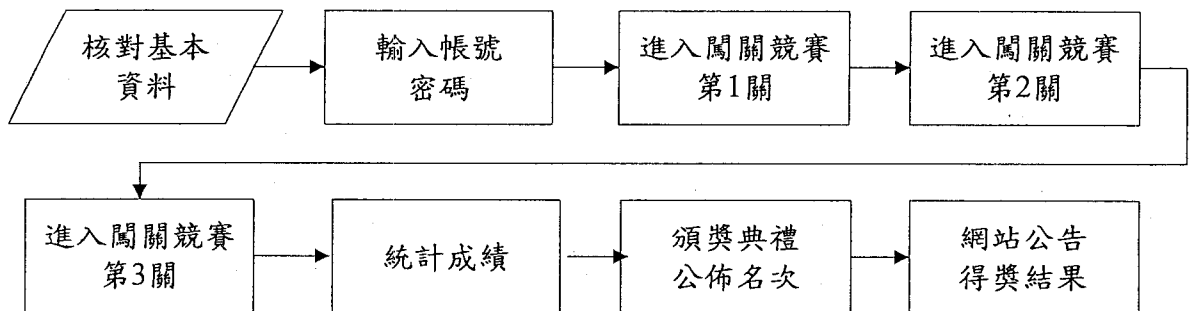 核對基本
資料
輸入帳號
密碼
進入闖關競賽
第1關
進入闖關競賽
第2關
進入闖關競賽
第3關
統計成績
頒獎典禮
公佈名次
網站公告
得獎結果